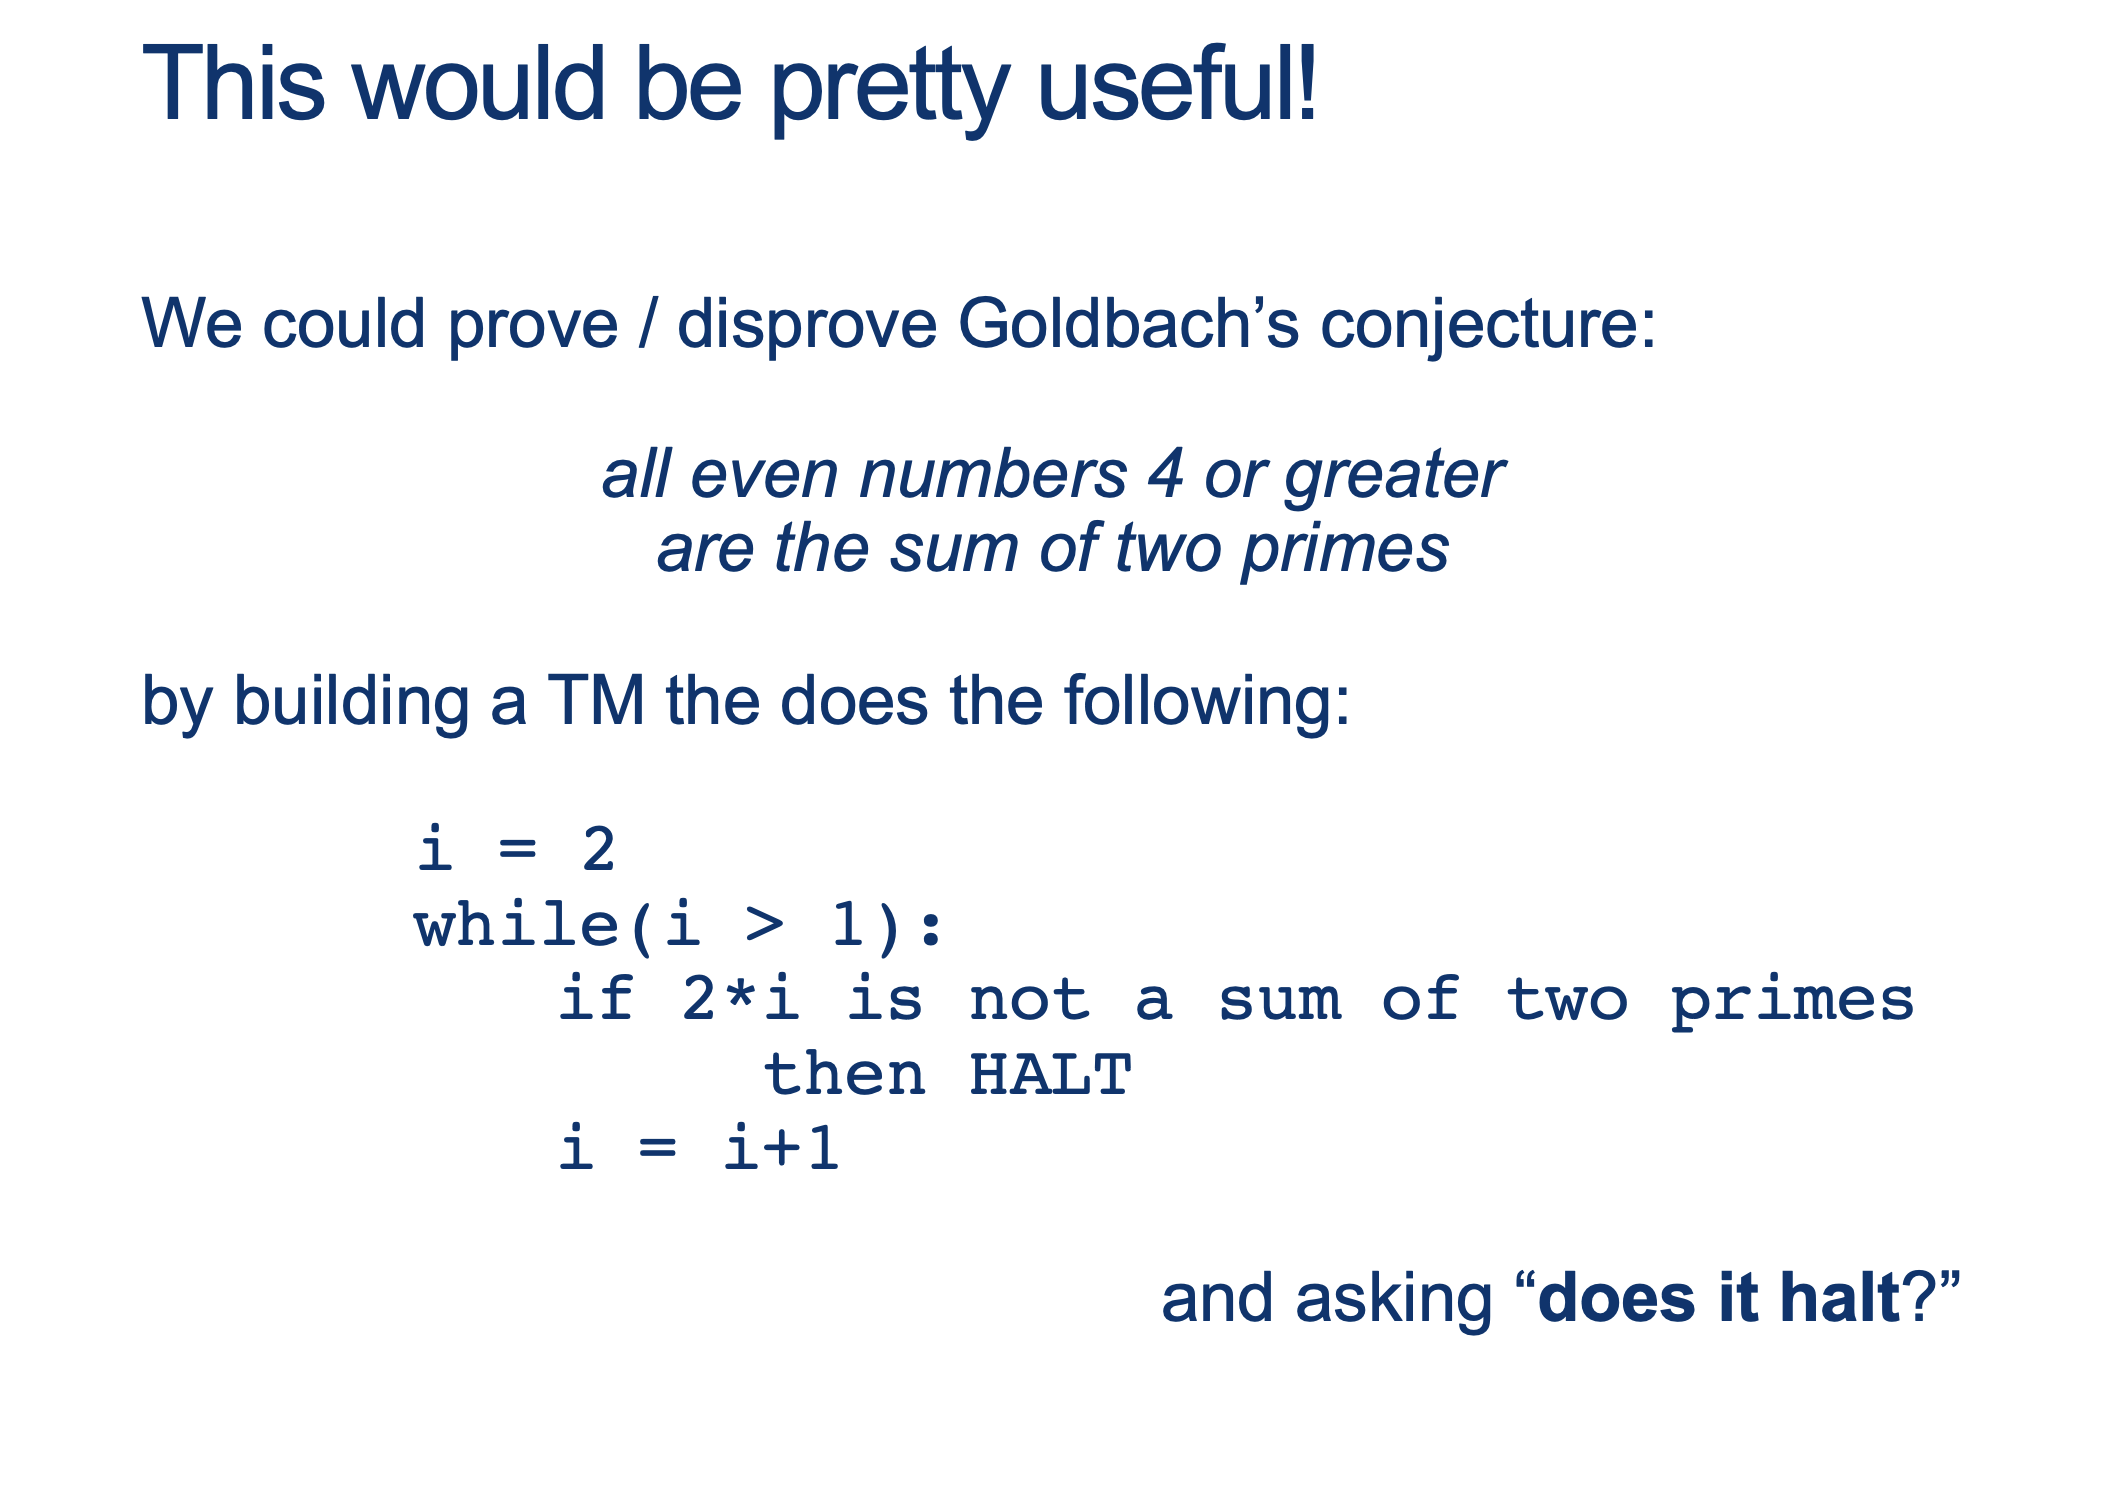 This would be pretty useful!
We could prove / disprove Goldbach’s conjecture:
all even numbers 4 or greater
are the sum of two primes
by building a TM the does the following:
i = 2
while(i > 1):
if 2*i is not a sum of two primes
then HALT
i = i+1
and asking “does it halt?”